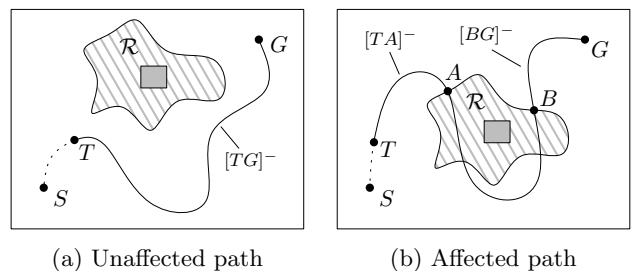 R
G
T
[TG]⁻
S
(a) Unaffected path
[TA]⁻
[BG]⁻
G
A
R
B
T
S
(b) Affected path